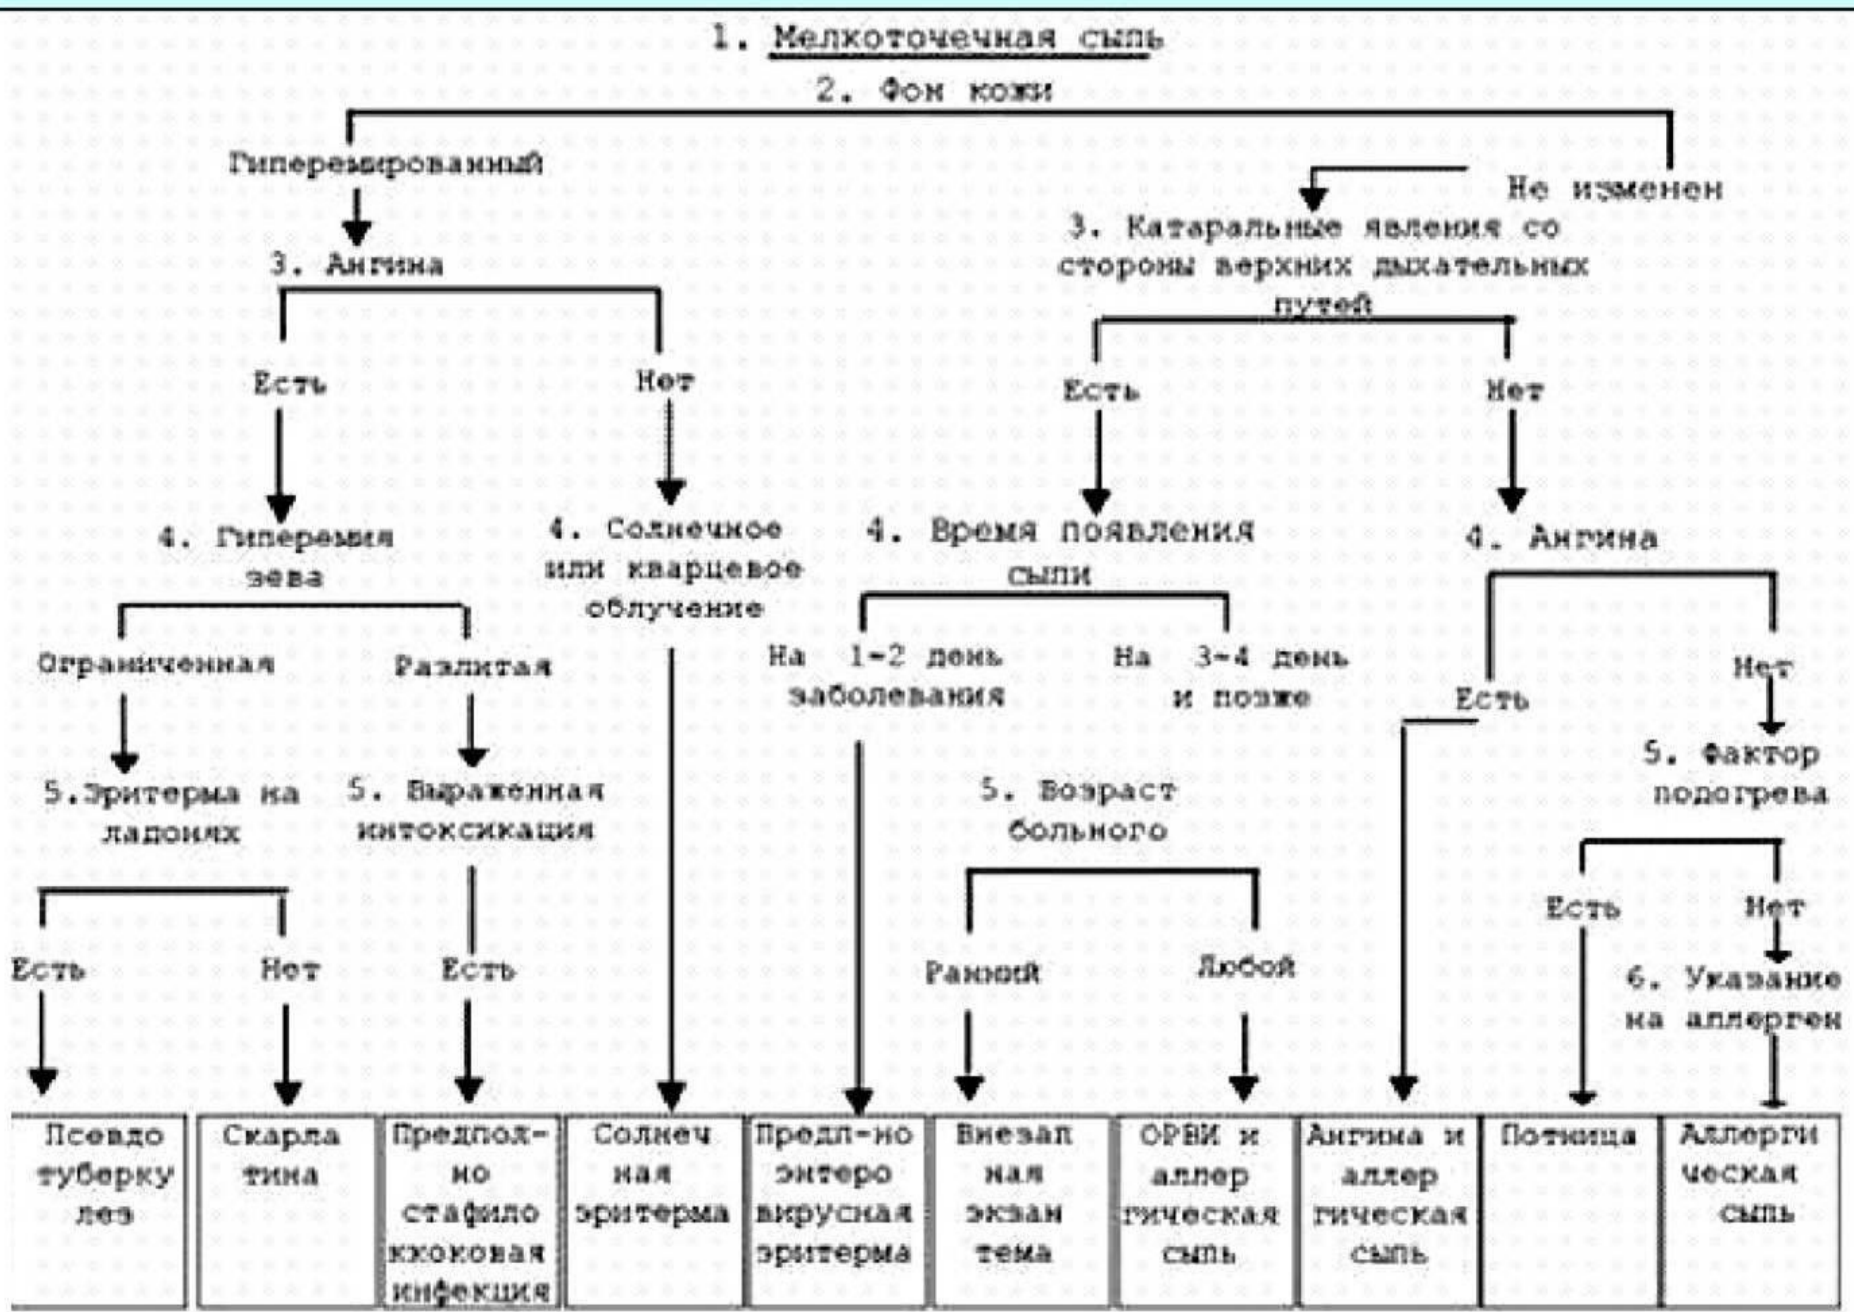 1. Мелкоточечная сыпь
2. Фон кожи
Гиперемированный
Не изменен
3. Ангина
3. Катаральные явления со
стороны верхних дыхательных
путей
Есть
Нет
Есть
Нет
4. Гиперемия
зева
4. Солнечное
или кварцевое
облучение
4. Время появления
сыпи
4. Ангина
Ограниченная
Разлитая
На 1-2 день
заболевания
На 3-4 день
и позже
Есть
Нет
5.Эритерма на
ладонях
5. Выраженная
интоксикация
5. Возраст
больного
5. Фактор
подогрева
Есть
Нет
Есть
Ранний
Любой
Есть
Нет
6. Указание
на аллерген
Псевдо
туберку
лез
Скарла
тина
Предпол-
но
стафило
ккоковая
инфекция
Солнеч
ная
эритерма
Предп-но
энтеро
вирусная
эритерма
Внезап
ная
экзан
тема
ОРВИ и
аллер
гическая
сыпь
Ангина и
аллер
гическая
сыпь
Потница
Аллерги
ческая
сыпь